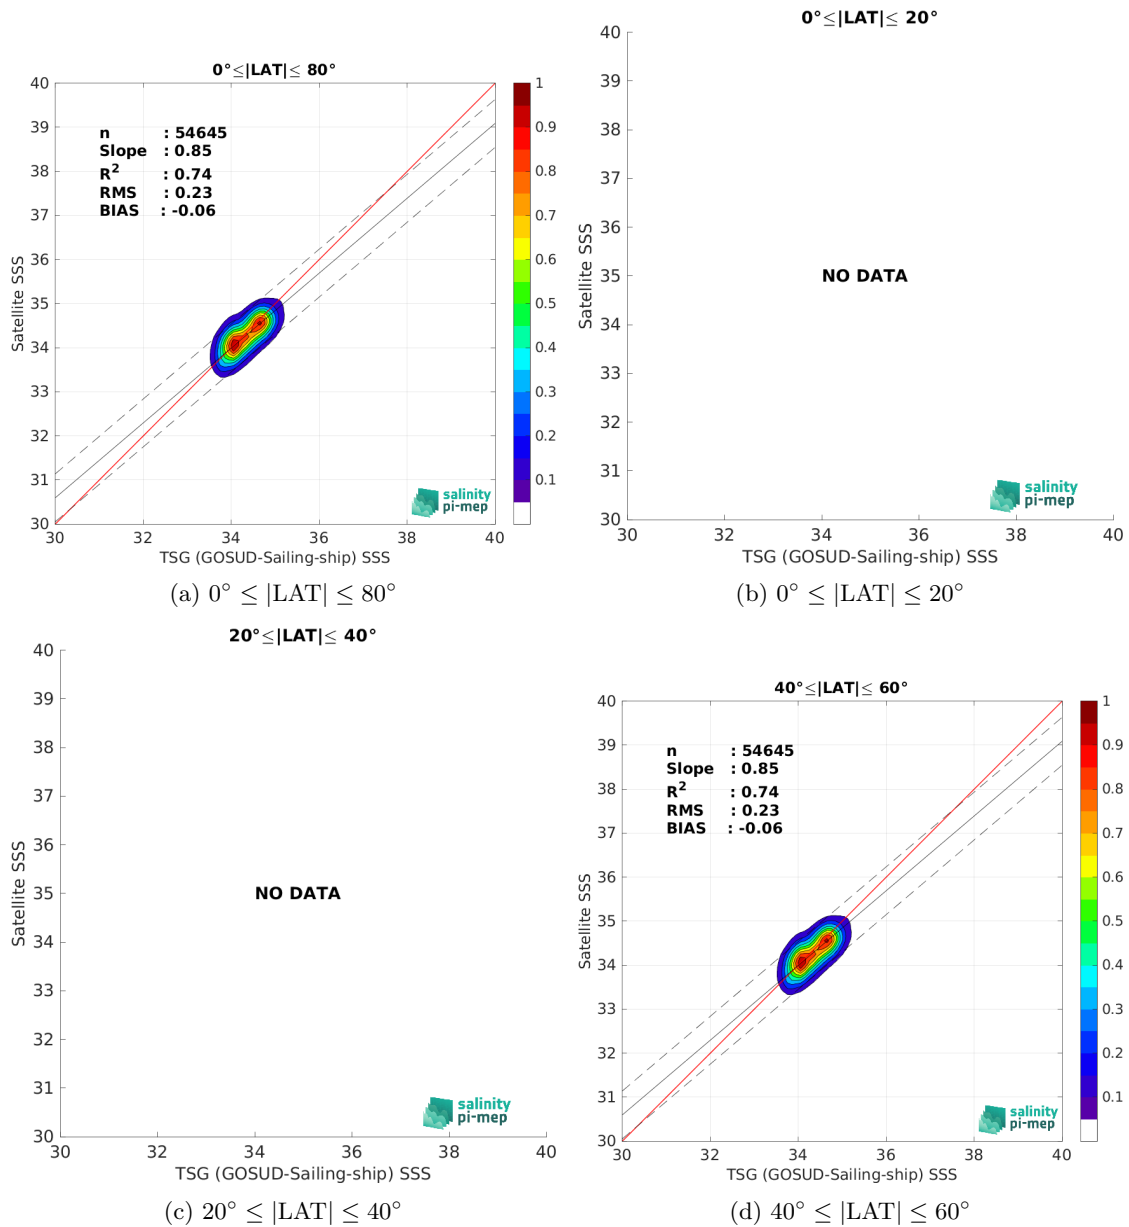 0°≤|LAT|≤ 80°
40
39
38
37
36
35
34
33
32
31
30
Satellite SSS
n : 54645
Slope : 0.85
R² : 0.74
RMS : 0.23
BIAS : -0.06
salinity
pi-mep
30 32 34 36 38 40
TSG (GOSUD-Sailing-ship) SSS
1
0.9
0.8
0.7
0.6
0.5
0.4
0.3
0.2
0.1
(a) 0° ≤ |LAT| ≤ 80°
0°≤|LAT|≤ 20°
40
39
38
37
36
35
34
33
32
31
30
Satellite SSS
NO DATA
salinity
pi-mep
30 32 34 36 38 40
TSG (GOSUD-Sailing-ship) SSS
(b) 0° ≤ |LAT| ≤ 20°
20°≤|LAT|≤ 40°
40
39
38
37
36
35
34
33
32
31
30
Satellite SSS
NO DATA
salinity
pi-mep
30 32 34 36 38 40
TSG (GOSUD-Sailing-ship) SSS
(c) 20° ≤ |LAT| ≤ 40°
40°≤|LAT|≤ 60°
40
39
38
37
36
35
34
33
32
31
30
Satellite SSS
n : 54645
Slope : 0.85
R² : 0.74
RMS : 0.23
BIAS : -0.06
salinity
pi-mep
30 32 34 36 38 40
TSG (GOSUD-Sailing-ship) SSS
1
0.9
0.8
0.7
0.6
0.5
0.4
0.3
0.2
0.1
(d) 40° ≤ |LAT| ≤ 60°